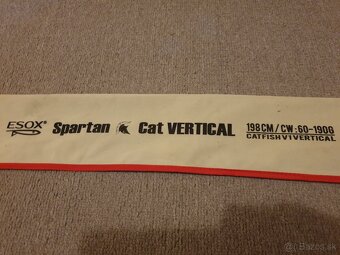 ESOX® Spartan Cat VERTICAL 198CM/CW:60-190G
CATFISH VERTICAL
Bazos.sk